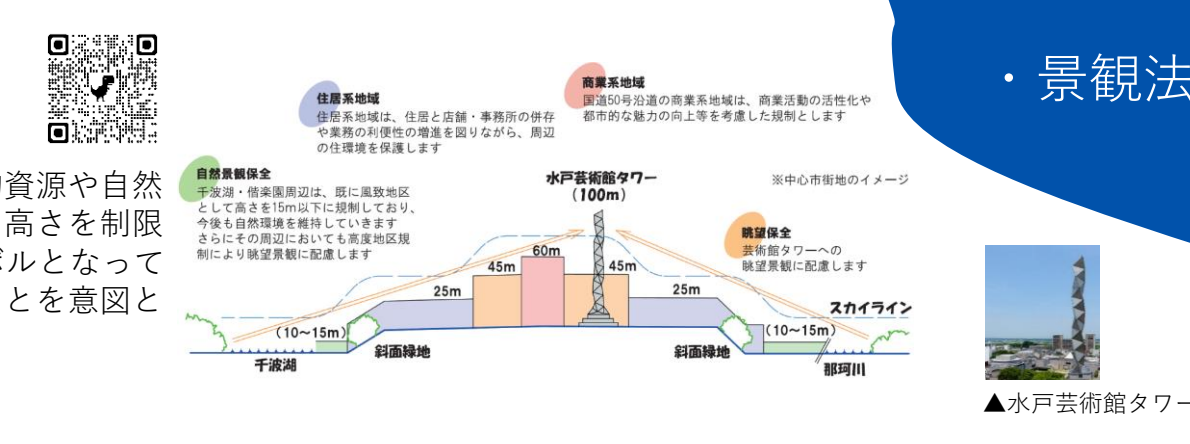 ・景観法
的資源や自然
高さを制限
ボルとなって
ことを意図と
住居系地域
住居系地域は、住居と店舗・事務所の併存
や業務の利便性の増進を図りながら、周辺
の住環境を保護します
商業系地域
国道50号沿道の商業系地域は、商業活動の活性化や
都市的な魅力の向上等を考慮した規制とします
自然景観保全
千波湖・偕楽園周辺は、既に風致地区
として高さを15m以下に規制しており、
今後も自然環境を維持していきます
さらにその周辺においても高度地区規
制により眺望景観に配慮します
水戸芸術館タワー
(100m)
※中心市街地のイメージ
眺望保全
芸術館タワーへの
眺望景観に配慮します
60m
45m
45m
25m
25m
スカイライン
(10～15m)
(10～15m)
斜面緑地
斜面緑地
千波湖
那珂川
▲水戸芸術館タワー